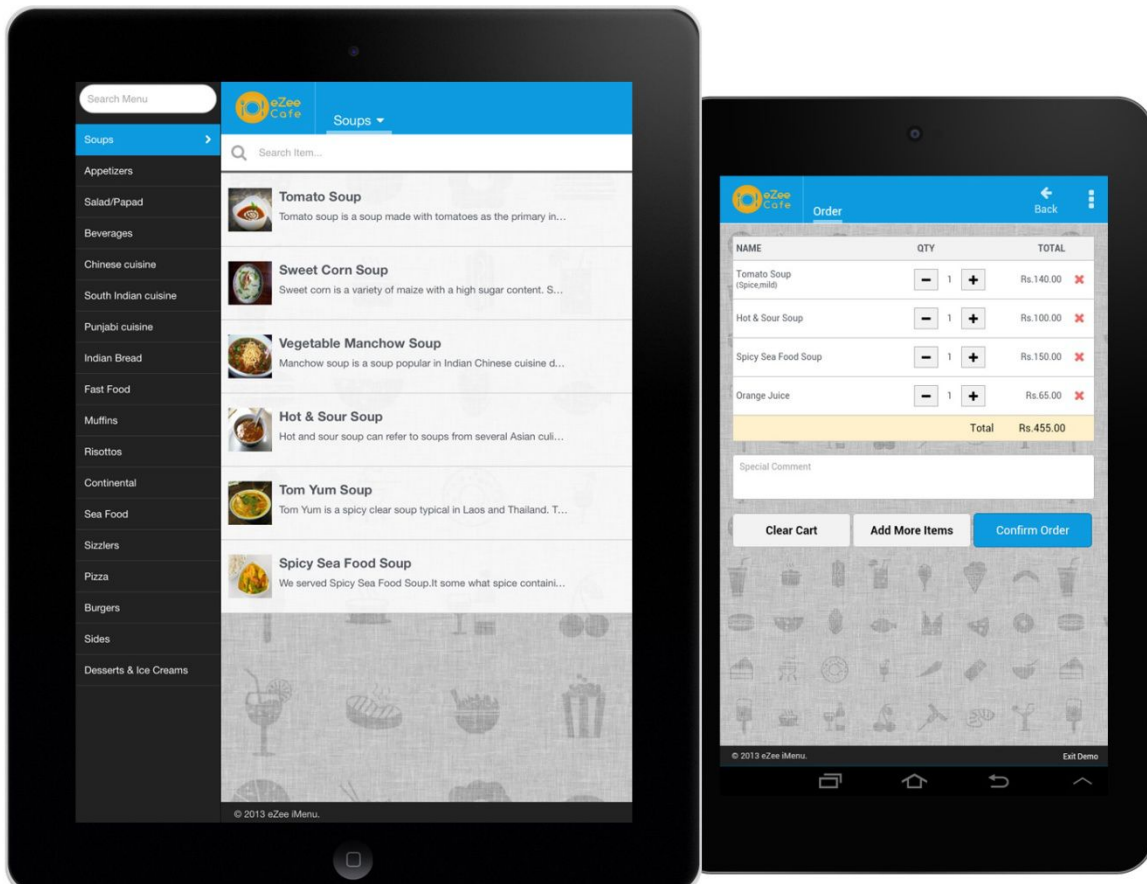 Search Menu
Soups
Appetizers
Salad/Papad
Beverages
Chinese cuisine
South Indian cuisine
Punjabi cuisine
Indian Bread
Fast Food
Muffins
Risottos
Continental
Sea Food
Sizzlers
Pizza
Burgers
Sides
Desserts & Ice Creams
eZee
Cafe
Soups
Search Item...
Tomato Soup
Tomato soup is a soup made with tomatoes as the primary in...
Sweet Corn Soup
Sweet corn is a variety of maize with a high sugar content. S...
Vegetable Manchow Soup
Manchow soup is a soup popular in Indian Chinese cuisine d...
Hot & Sour Soup
Hot and sour soup can refer to soups from several Asian culi...
Tom Yum Soup
Tom Yum is a spicy clear soup typical in Laos and Thailand. T...
Spicy Sea Food Soup
We served Spicy Sea Food Soup.It some what spice containi...
© 2013 eZee iMenu.
eZee
Cafe
Order
Back
NAME QTY TOTAL
Tomato Soup − 1 + Rs.140.00
(Spice,mild)
Hot & Sour Soup − 1 + Rs.100.00
Spicy Sea Food Soup − 1 + Rs.150.00
Orange Juice − 1 + Rs.65.00
Total Rs.455.00
Special Comment
Clear Cart Add More Items Confirm Order
© 2013 eZee iMenu. Exit Demo